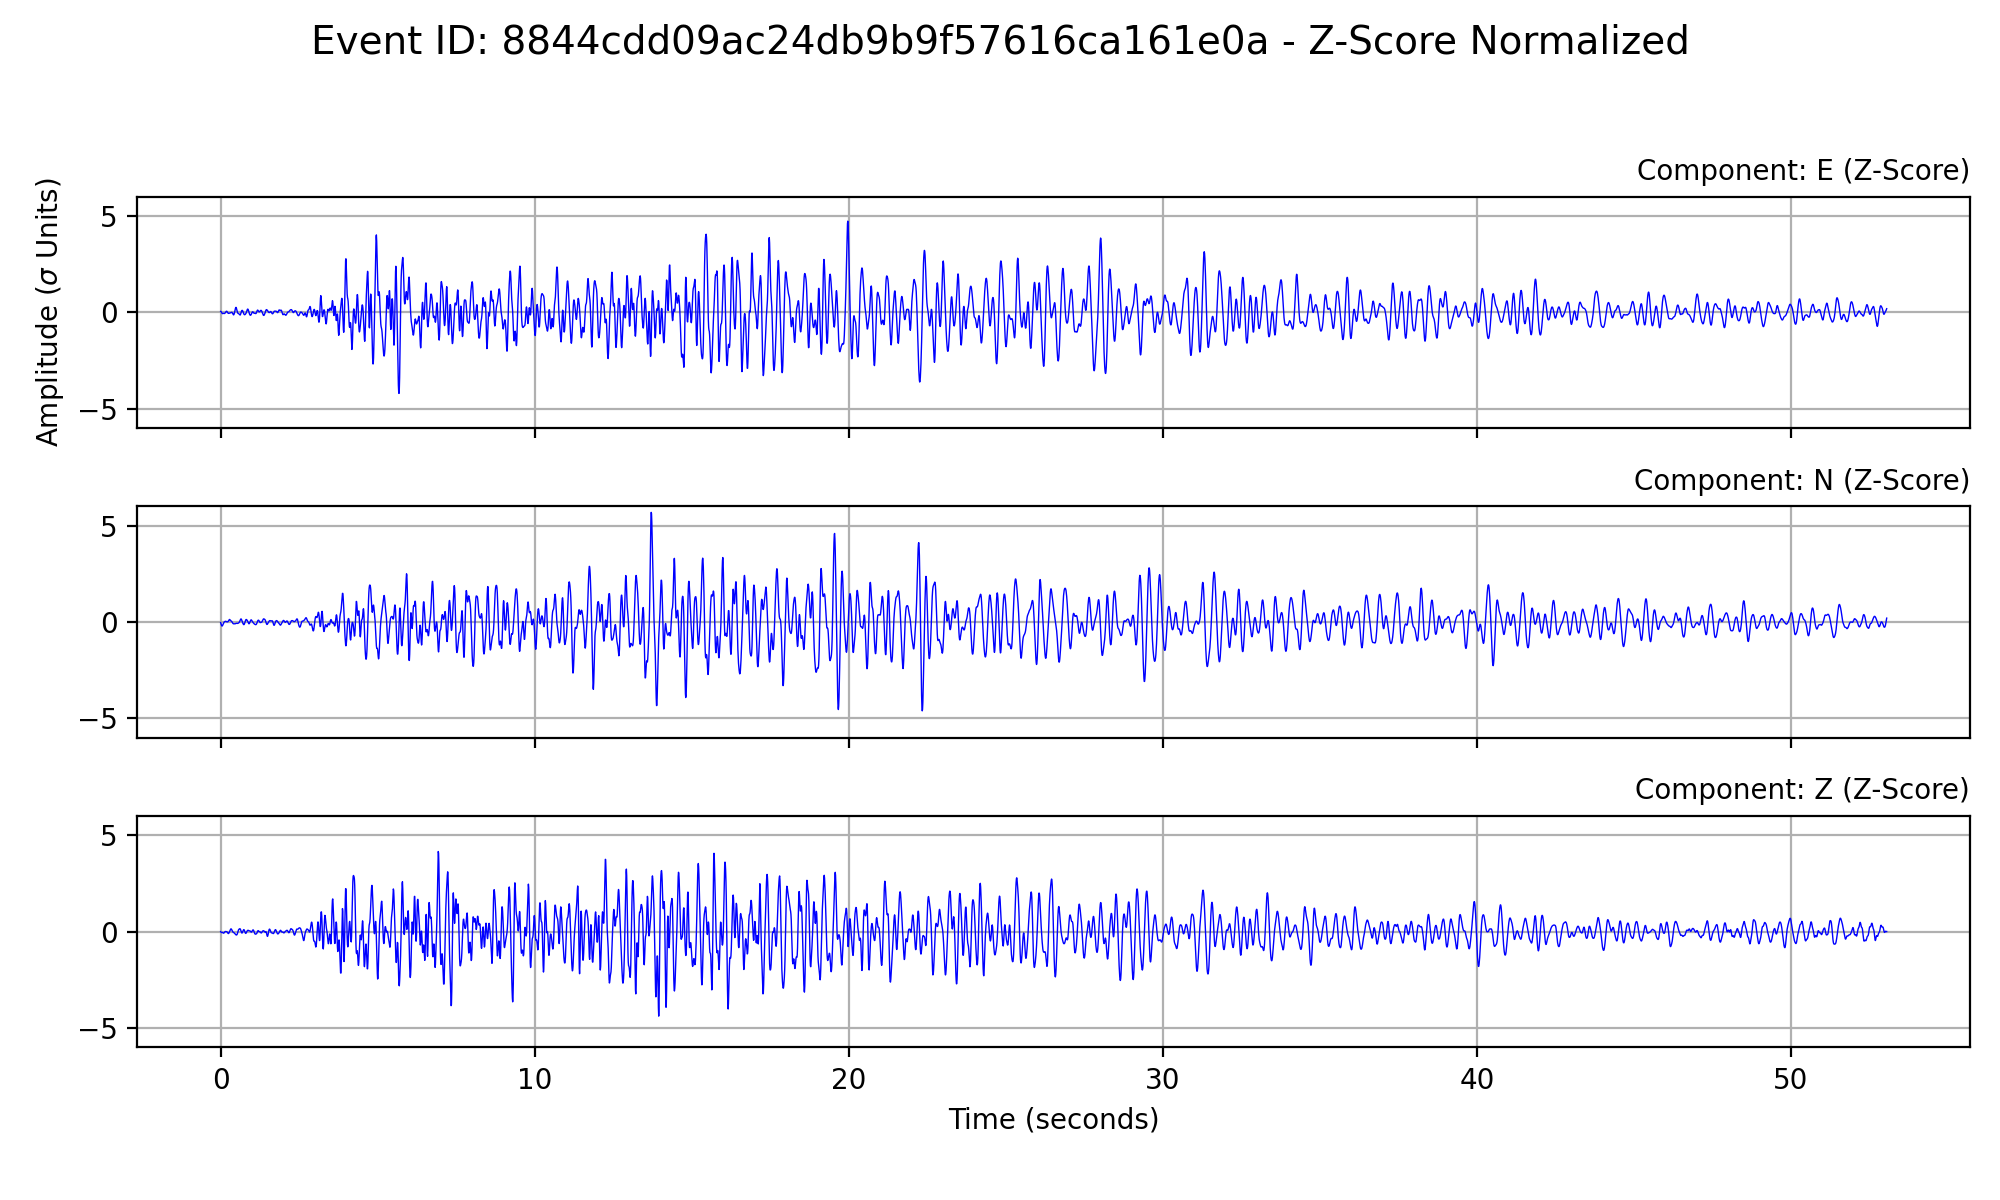 Event ID: 8844cdd09ac24db9b9f57616ca161e0a - Z-Score Normalized
Component: E (Z-Score)
Amplitude (σ Units)
5
0
−5
Component: N (Z-Score)
5
0
−5
Component: Z (Z-Score)
5
0
−5
0 10 20 30 40 50
Time (seconds)